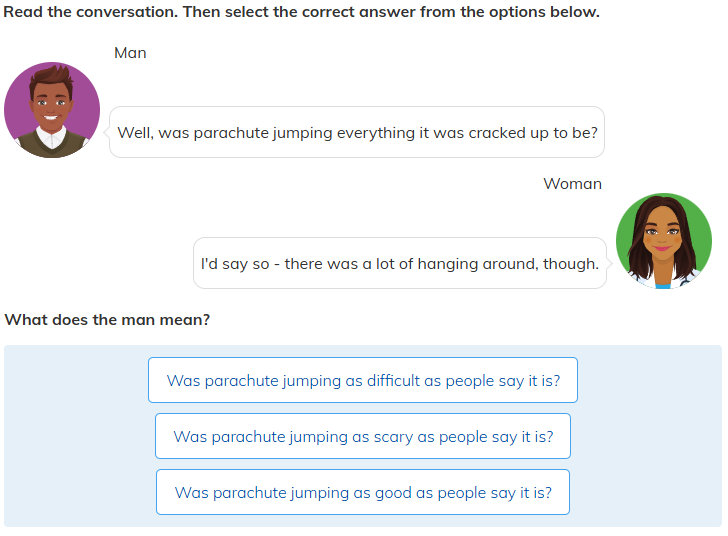 Read the conversation. Then select the correct answer from the options below.
Man
Well, was parachute jumping everything it was cracked up to be?
Woman
I'd say so - there was a lot of hanging around, though.
What does the man mean?
Was parachute jumping as difficult as people say it is?
Was parachute jumping as scary as people say it is?
Was parachute jumping as good as people say it is?